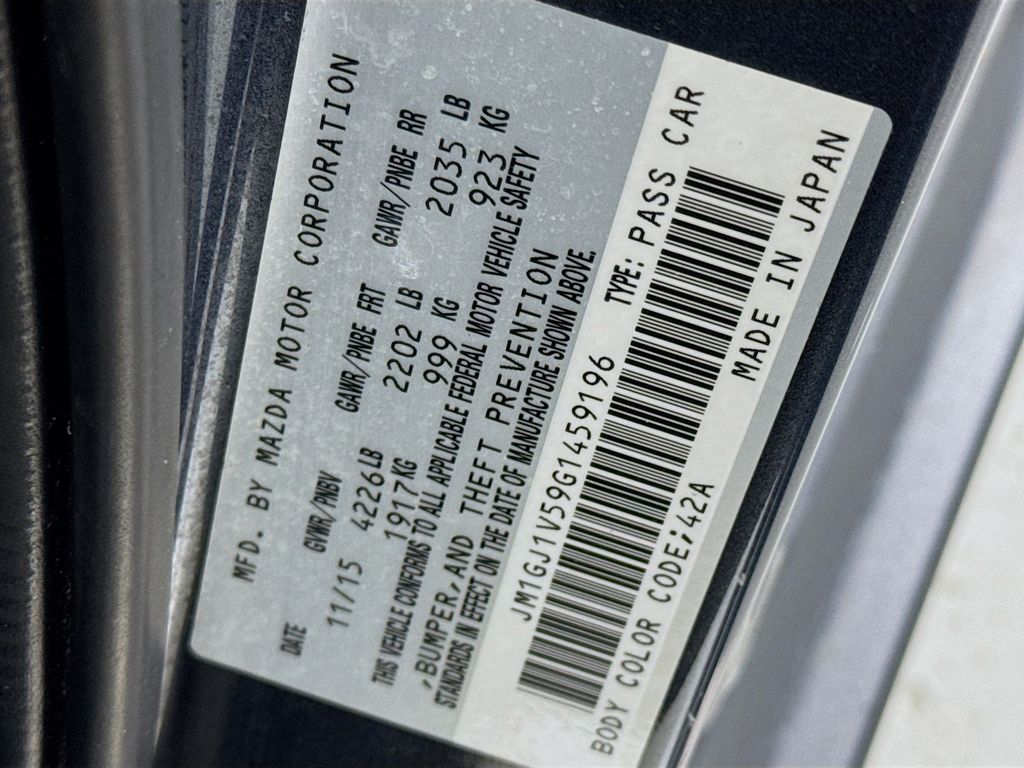 MFD. BY MAZDA MOTOR CORPORATION
DATE GVWR/PNBV GAWR/PNBE FRT GAWR/PNBE RR
11/15 4226LB 2202 LB 2035 LB
1917KG 999 KG 923 KG
THIS VEHICLE CONFORMS TO ALL APPLICABLE FEDERAL MOTOR VEHICLE SAFETY
,BUMPER,AND THEFT PREVENTION
STANDARDS IN EFFECT ON THE DATE OF MANUFACTURE SHOWN ABOVE.
JM1GJ1V59G1459196 TYPE: PASS CAR
BODY COLOR CODE;42A MADE IN JAPAN